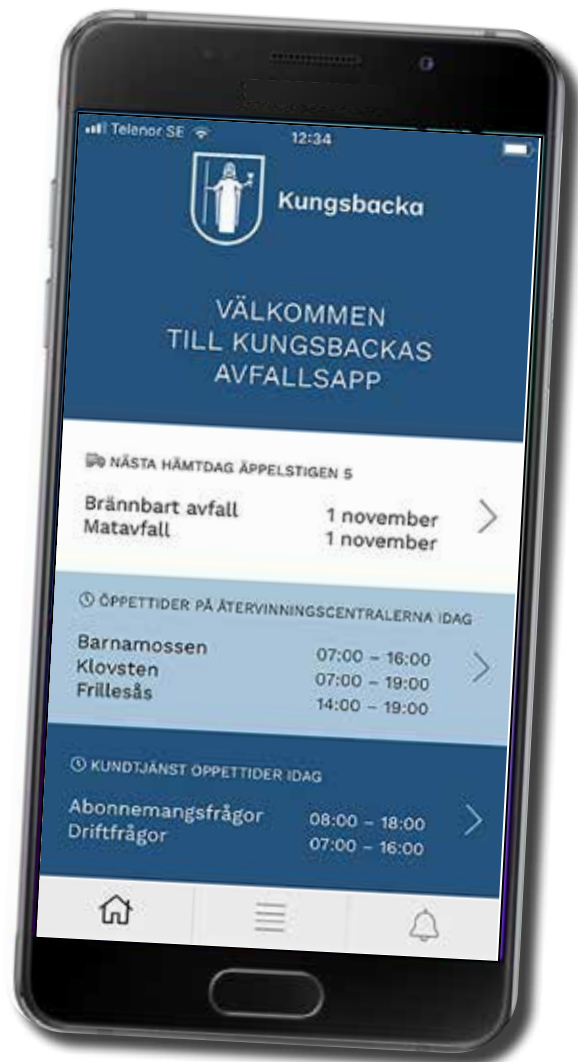 Telenor SE 12:34
Kungsbacka
VÄLKOMMEN
TILL KUNGSBACKAS
AVFALLSAPP
NÄSTA HÄMTDAG ÄPPELSTIGEN 5
Brännbart avfall 1 november
Matavfall 1 november
ÖPPETTIDER PÅ ÅTERVINNINGSCENTRALERNA IDAG
Barnamossen 07:00 – 16:00
Klovsten 07:00 – 19:00
Frillesås 14:00 – 19:00
KUNDTJÄNST ÖPPETTIDER IDAG
Abonnemangsfrågor 08:00 – 18:00
Driftfrågor 07:00 – 16:00